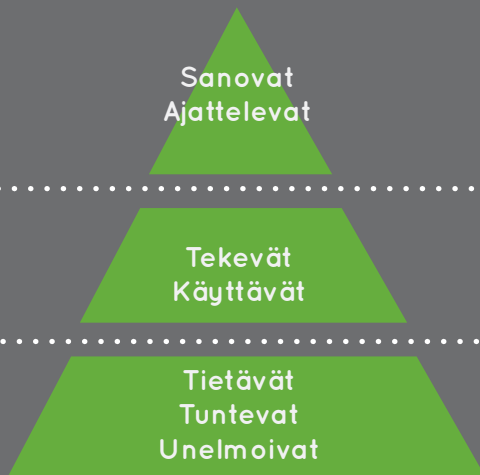 Sanovat
Ajattelevat
Tekevät
Käyttävät
Tietävät
Tuntevat
Unelmoivat